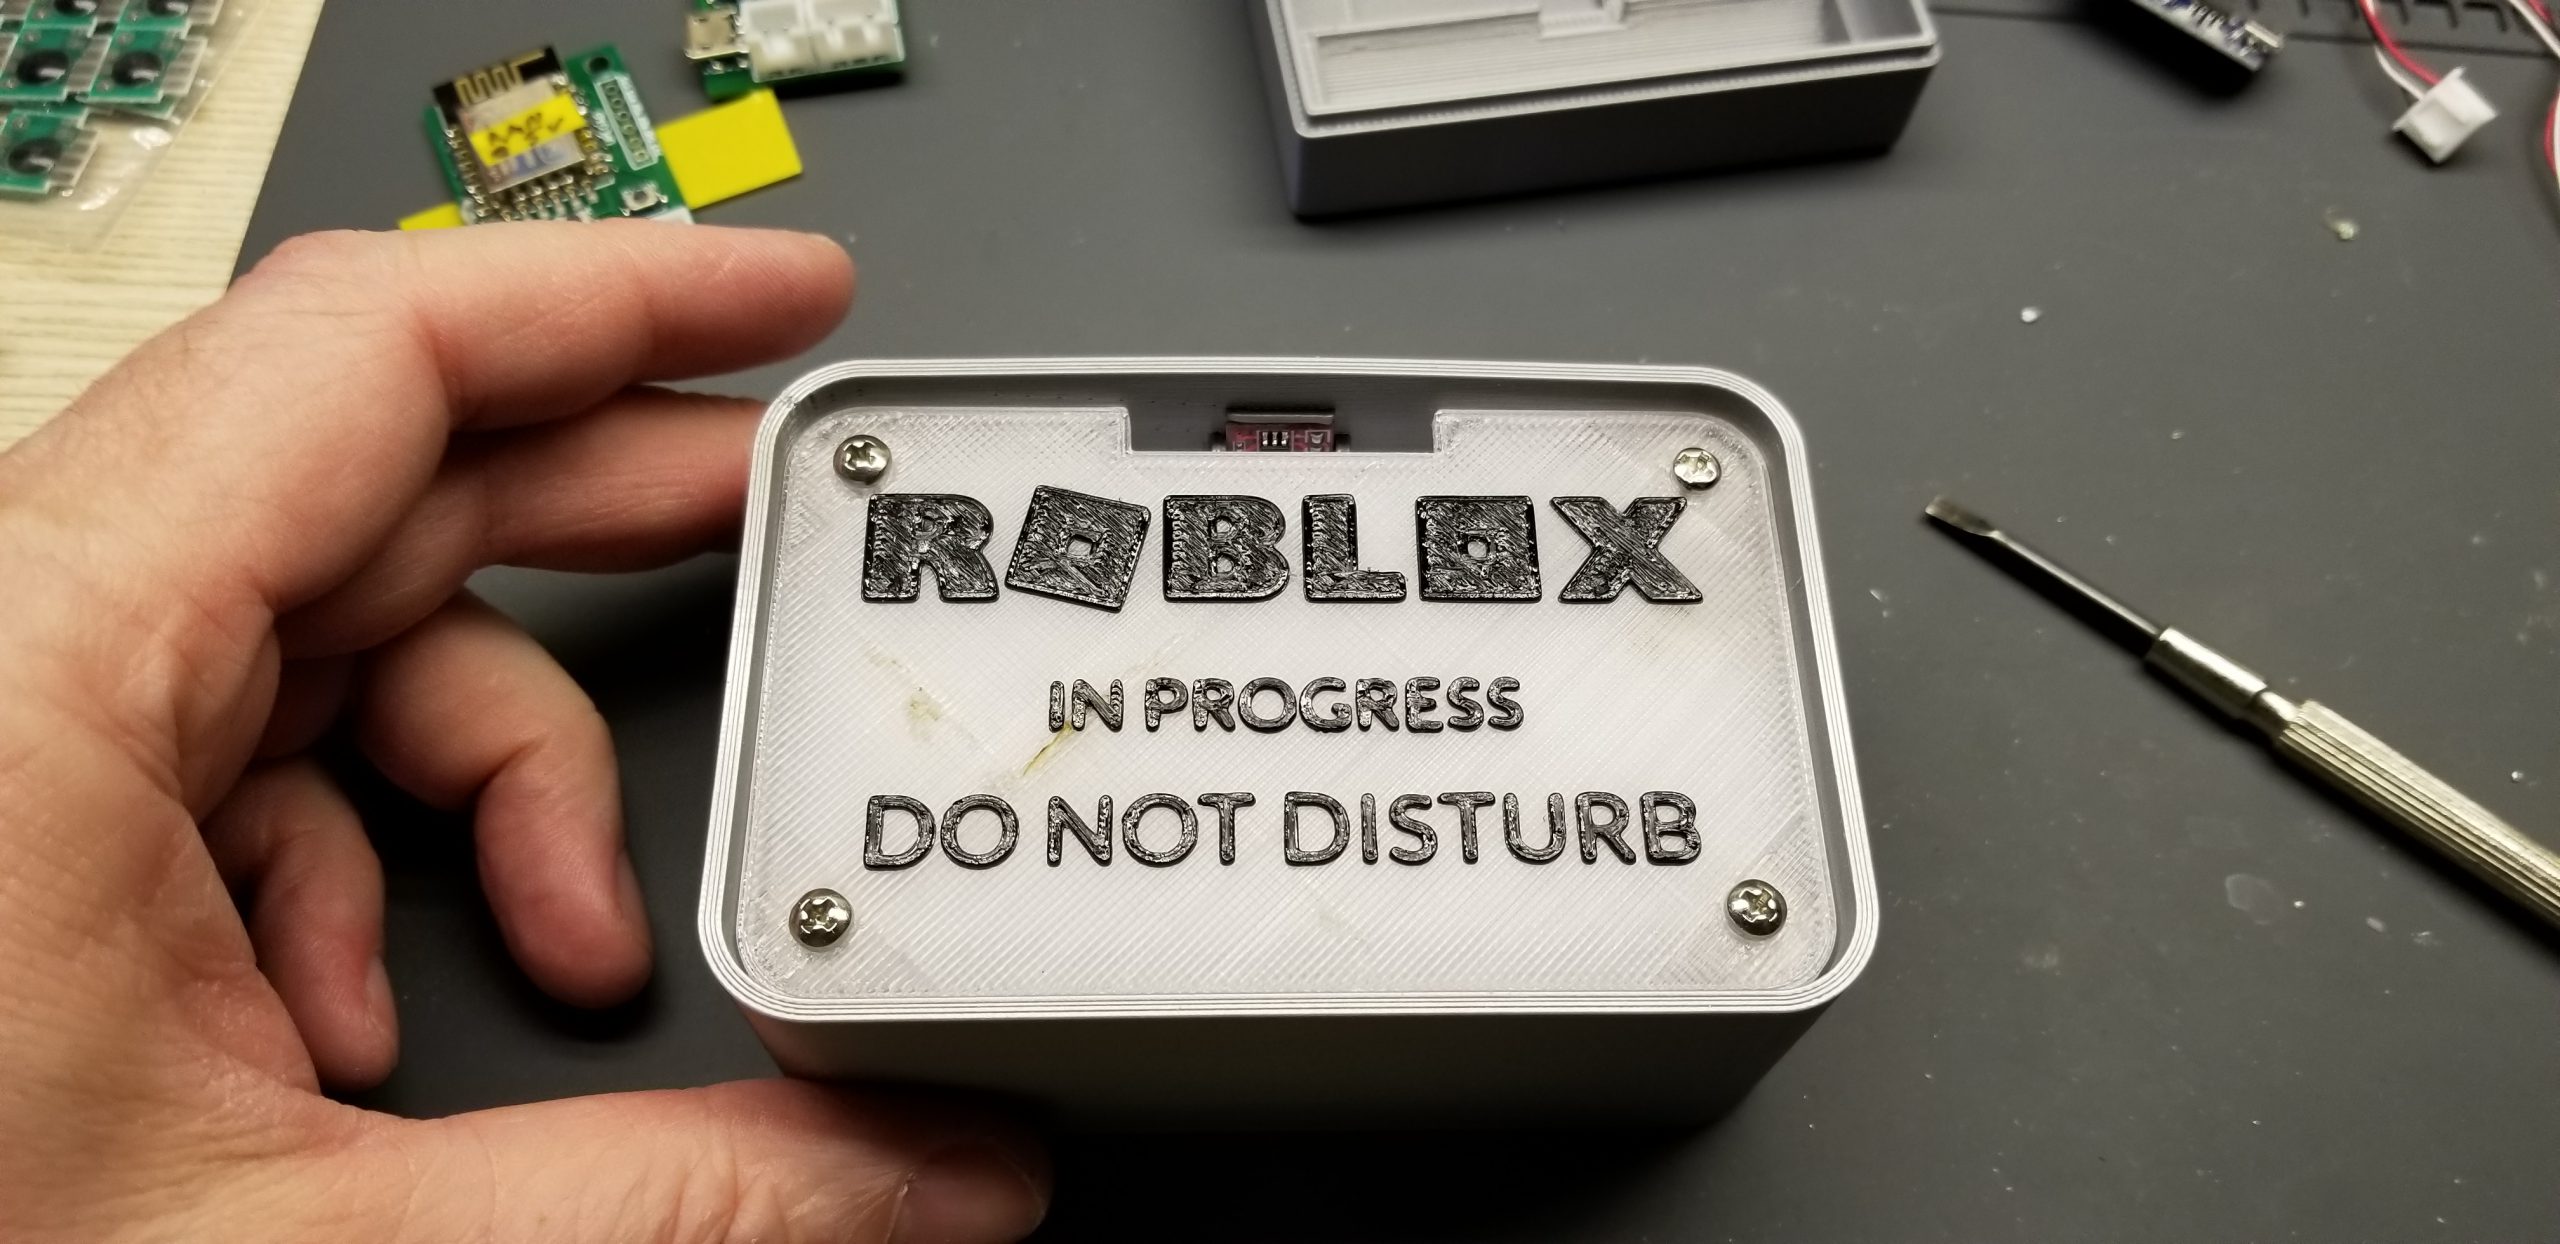 ROBLOX
IN PROGRESS
DO NOT DISTURB